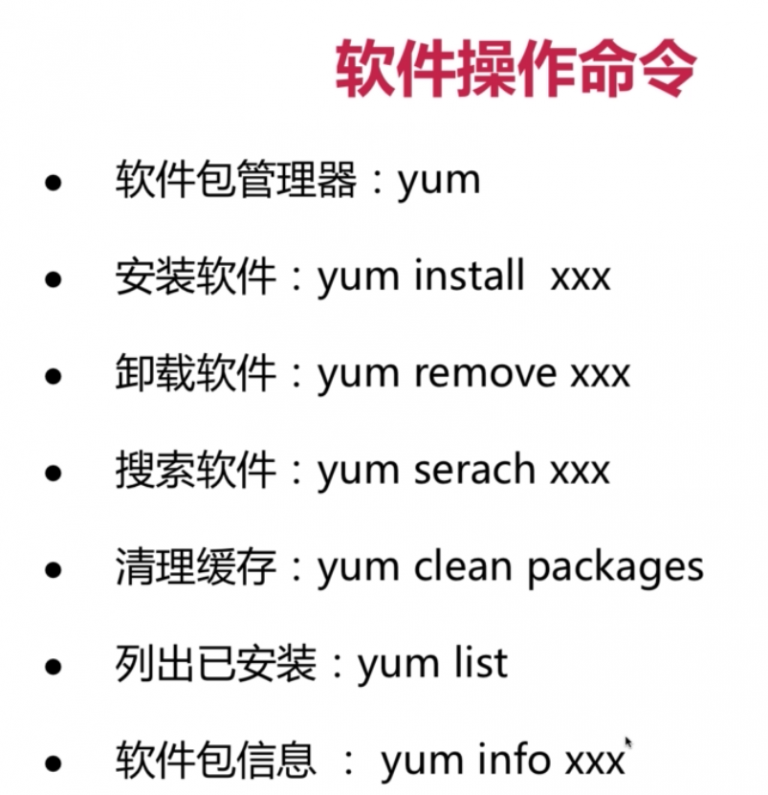 软件操作命令
● 软件包管理器：yum
● 安装软件：yum install  xxx
● 卸载软件：yum remove xxx
● 搜索软件：yum serach xxx
● 清理缓存：yum clean packages
● 列出已安装：yum list
● 软件包信息 ： yum info xxx